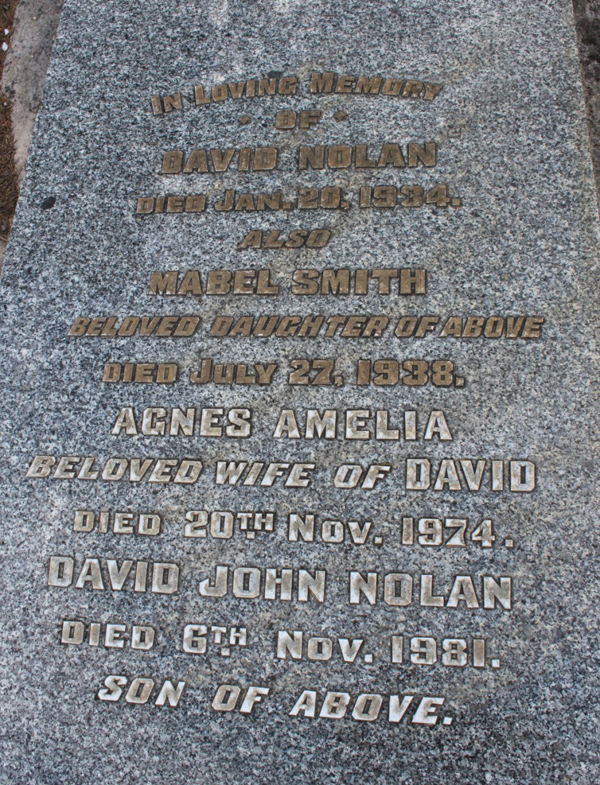 IN LOVING MEMORY
· OF ·
DAVID NOLAN
DIED JAN. 20, 1934.
ALSO
MABEL SMITH
BELOVED DAUGHTER OF ABOVE
DIED JULY 27, 1938.
AGNES AMELIA
BELOVED WIFE OF DAVID
DIED 20TH NOV. 1974.
DAVID JOHN NOLAN
DIED 6TH NOV. 1981.
SON OF ABOVE.